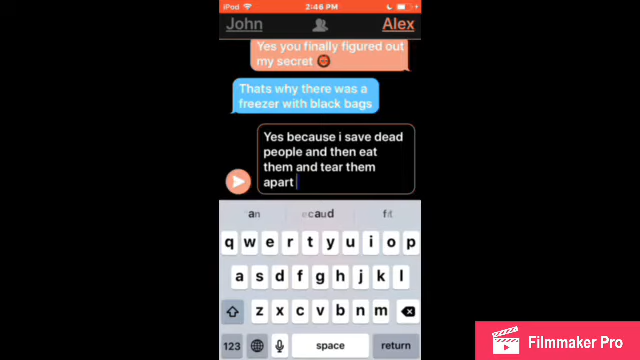 iPod 2:46 PM
John Alex
Yes you finally figured out
my secret
Thats why there was a
freezer with black bags
Yes because i save dead
people and then eat
them and tear them
apart
an ecaud fit
q w e r t y u i o p
a s d f g h j k l
z x c v b n m
123 space return
Filmmaker Pro